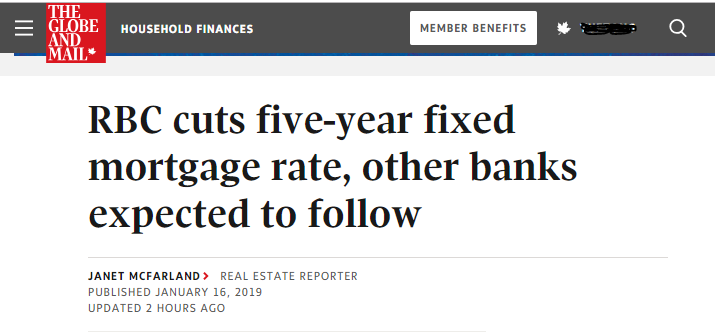 THE
GLOBE
AND
MAIL
HOUSEHOLD FINANCES
MEMBER BENEFITS
RBC cuts five-year fixed
mortgage rate, other banks
expected to follow
JANET MCFARLAND > REAL ESTATE REPORTER
PUBLISHED JANUARY 16, 2019
UPDATED 2 HOURS AGO